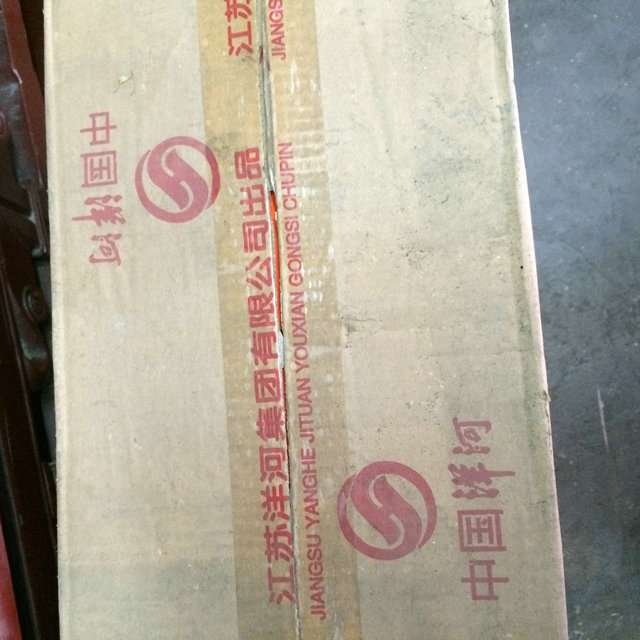 中国洋河
江苏洋河集团有限公司出品
JIANGSU YANGHE JITUAN YOUXIAN GONGSI CHUPIN
江苏
JIANGS
中国洋河